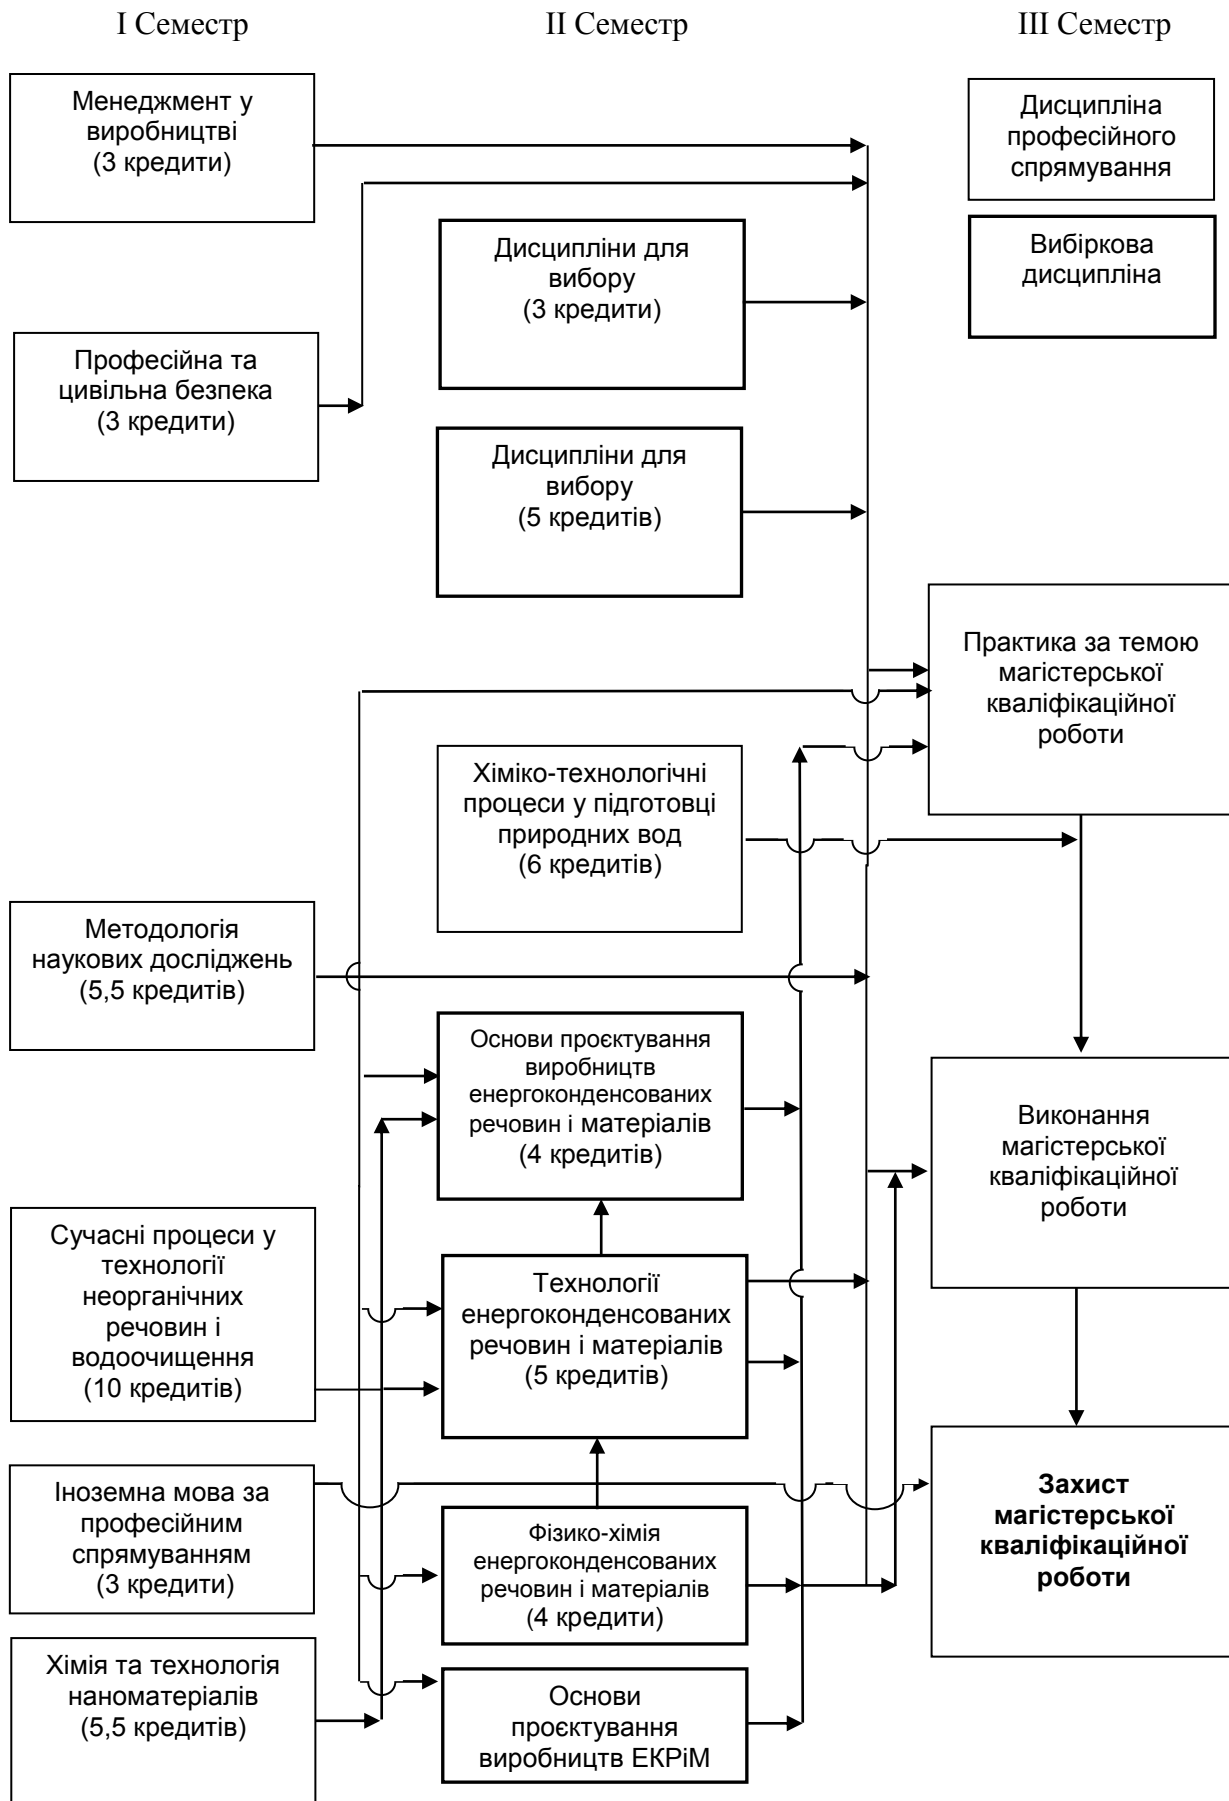 I Семестр
II Семестр
III Семестр
Менеджмент у
виробництві
(3 кредити)
Дисципліна
професійного
спрямування
Дисципліни для
вибору
(3 кредити)
Вибіркова
дисципліна
Професійна та
цивільна безпека
(3 кредити)
Дисципліни для
вибору
(5 кредитів)
Практика за темою
магістерської
кваліфікаційної
роботи
Хіміко-технологічні
процеси у підготовці
природних вод
(6 кредитів)
Методологія
наукових досліджень
(5,5 кредитів)
Основи проєктування
виробництв
енергоконденсованих
речовин і матеріалів
(4 кредитів)
Виконання
магістерської
кваліфікаційної
роботи
Сучасні процеси у
технології
неорганічних
речовин і
водоочищення
(10 кредитів)
Технології
енергоконденсованих
речовин і матеріалів
(5 кредитів)
Іноземна мова за
професійним
спрямуванням
(3 кредити)
Фізико-хімія
енергоконденсованих
речовин і матеріалів
(4 кредити)
Захист
магістерської
кваліфікаційної
роботи
Хімія та технологія
наноматеріалів
(5,5 кредитів)
Основи
проєктування
виробництв ЕКРіМ